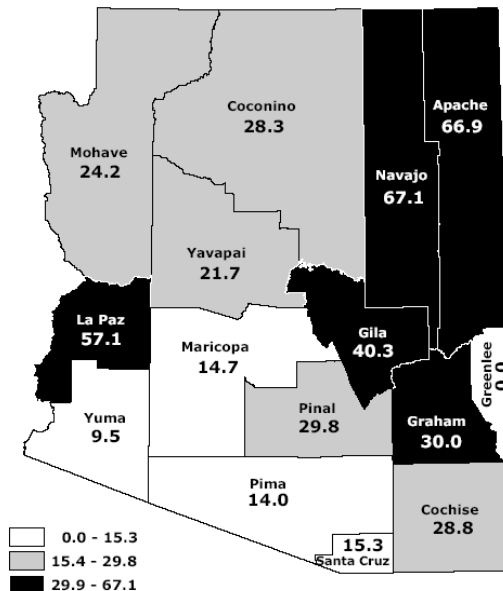 Coconino
28.3
Apache
66.9
Mohave
24.2
Navajo
67.1
Yavapai
21.7
La Paz
57.1
Maricopa
14.7
Gila
40.3
Greenlee
0.0
Yuma
9.5
Pinal
29.8
Graham
30.0
Pima
14.0
Cochise
28.8
15.3
Santa Cruz
0.0 - 15.3
15.4 - 29.8
29.9 - 67.1